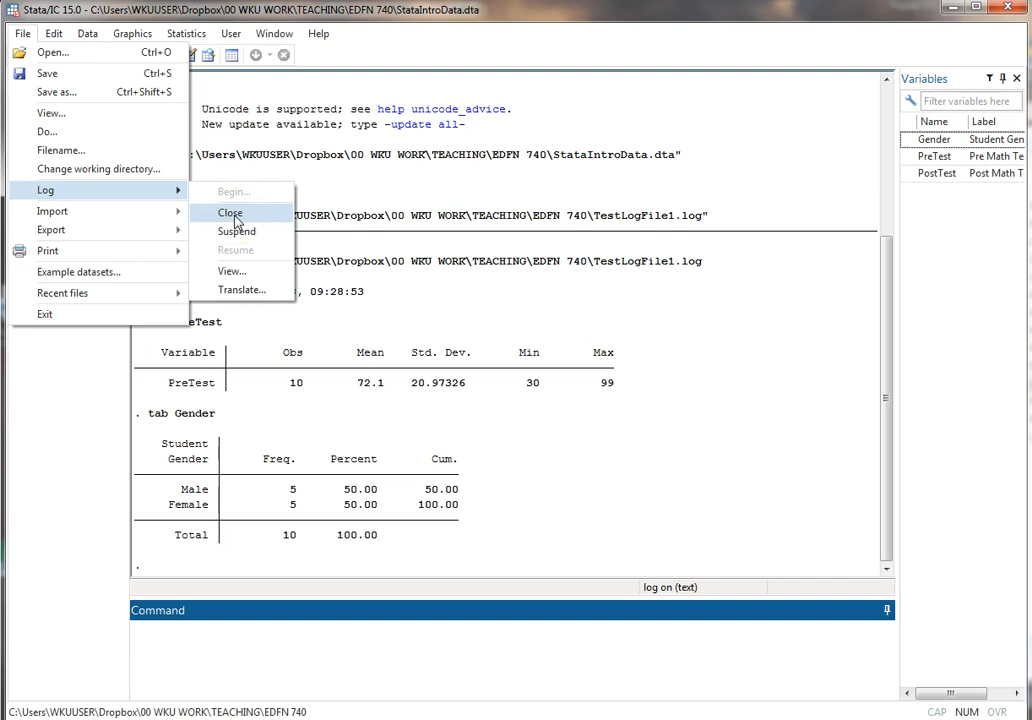 Stata/IC 15.0 - C:\Users\WKUUSER\Dropbox\00 WKU WORK\TEACHING\EDFN 740\StataIntroData.dta
File Edit Data Graphics Statistics User Window Help
Open... Ctrl+O
Save Ctrl+S
Save as... Ctrl+Shift+S
View...
Do...
Filename...
Change working directory...
Log
Import
Export
Print
Example datasets...
Recent files
Exit
Begin...
Close
Suspend
Resume
View...
Translate...
Unicode is supported; see help unicode_advice.
New update available; type -update all-
:\Users\WKUUSER\Dropbox\00 WKU WORK\TEACHING\EDFN 740\StataIntroData.dta"
USER\Dropbox\00 WKU WORK\TEACHING\EDFN 740\TestLogFile1.log"
USER\Dropbox\00 WKU WORK\TEACHING\EDFN 740\TestLogFile1.log
, 09:28:53
eTest
Variable Obs Mean Std. Dev. Min Max
PreTest 10 72.1 20.97326 30 99
. tab Gender
Student
Gender Freq. Percent Cum.
Male 5 50.00 50.00
Female 5 50.00 100.00
Total 10 100.00
.
log on (text)
Command
Variables
Filter variables here
Name Label
Gender Student Gen
PreTest Pre Math Te
PostTest Post Math T
C:\Users\WKUUSER\Dropbox\00 WKU WORK\TEACHING\EDFN 740
CAP NUM OVR